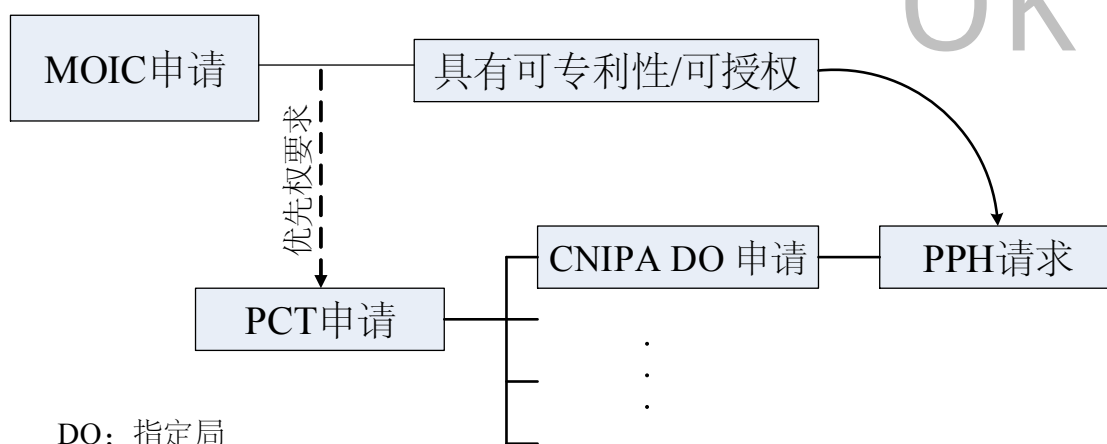 OK
MOIC申请
具有可专利性/可授权
优先权要求
CNIPA DO 申请
PPH请求
PCT申请
DO：指定局